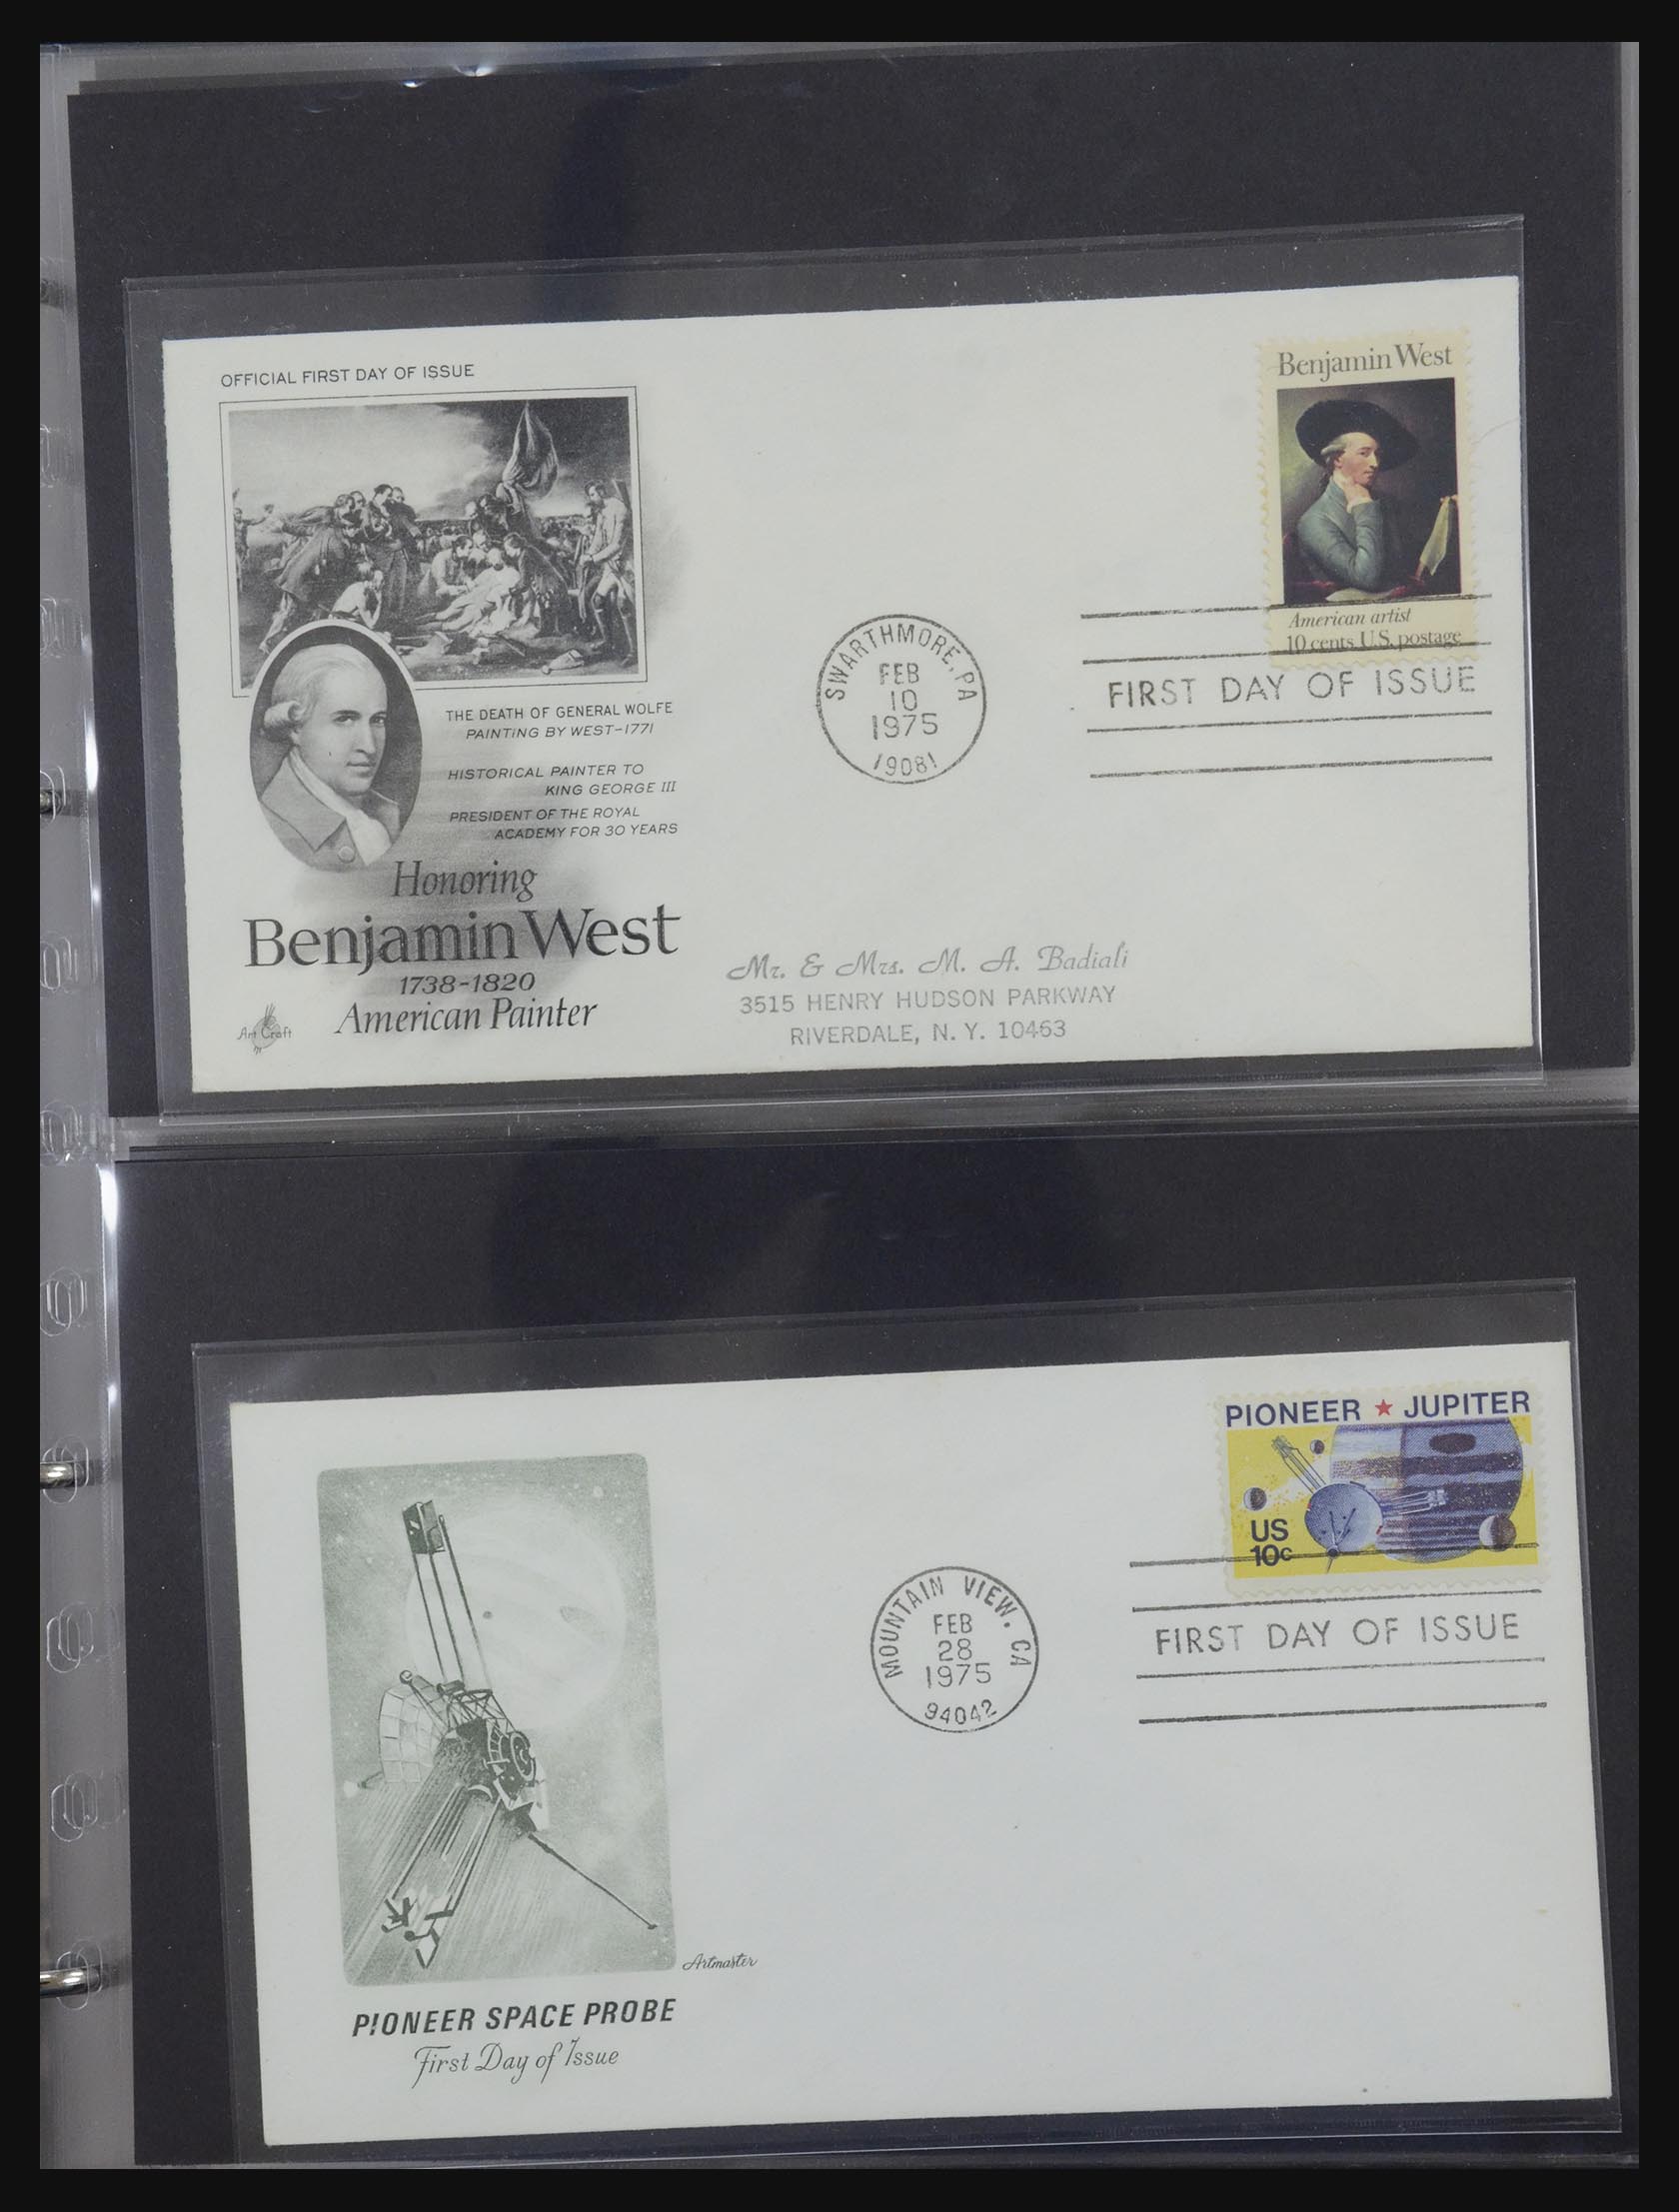 OFFICIAL FIRST DAY OF ISSUE
THE DEATH OF GENERAL WOLFE
PAINTING BY WEST-1771
HISTORICAL PAINTER TO
KING GEORGE III
PRESIDENT OF THE ROYAL
ACADEMY FOR 30 YEARS
Honoring
Benjamin West
1738-1820
American Painter
Art Craft
SWARTHMORE, PA
FEB
10
1975
19081
Benjamin West
American artist
10 cents U.S. postage
FIRST DAY OF ISSUE
Mr. & Mrs. M. A. Badiali
3515 HENRY HUDSON PARKWAY
RIVERDALE, N. Y. 10463
PIONEER ★ JUPITER
US
10c
MOUNTAIN VIEW. CA
FEB
28
1975
94042
FIRST DAY OF ISSUE
Artmaster
PIONEER SPACE PROBE
First Day of Issue